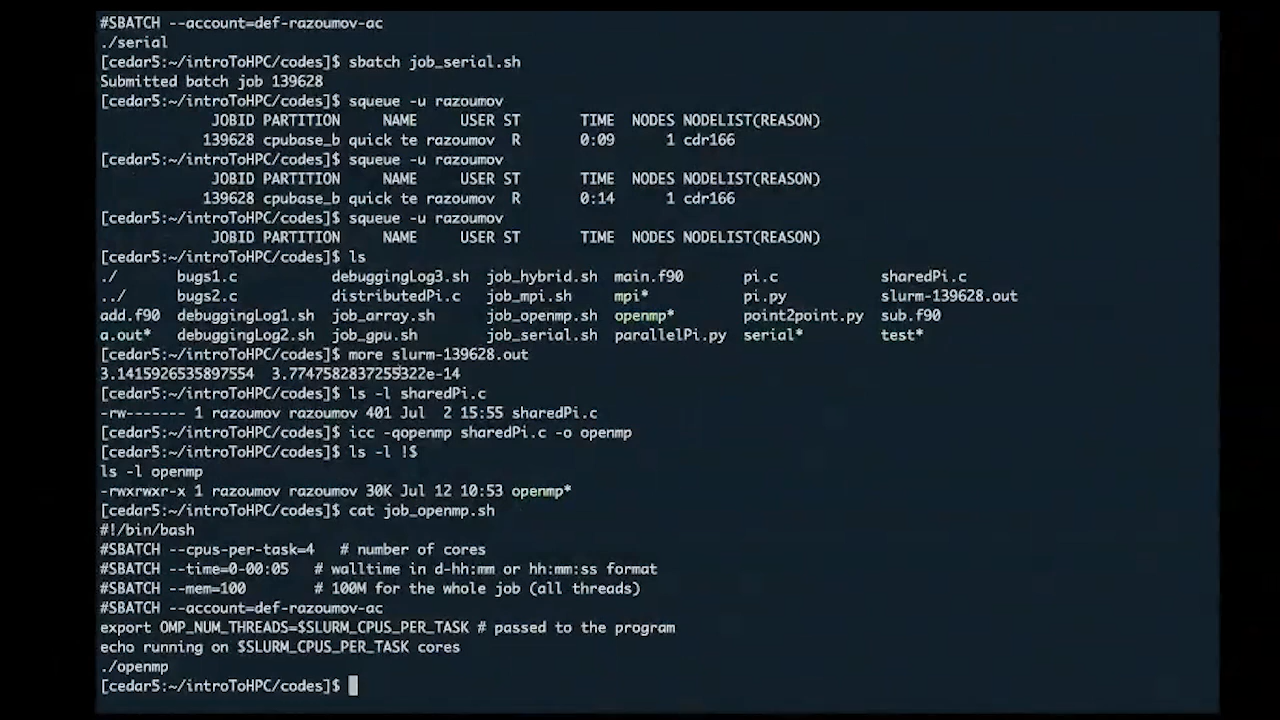 #SBATCH --account=def-razoumov-ac
./serial
[cedar5:~/introToHPC/codes]$ sbatch job_serial.sh
Submitted batch job 139628
[cedar5:~/introToHPC/codes]$ squeue -u razoumov
JOBID PARTITION NAME USER ST TIME NODES NODELIST(REASON)
139628 cpubase_b quick te razoumov R 0:09 1 cdr166
[cedar5:~/introToHPC/codes]$ squeue -u razoumov
JOBID PARTITION NAME USER ST TIME NODES NODELIST(REASON)
139628 cpubase_b quick te razoumov R 0:14 1 cdr166
[cedar5:~/introToHPC/codes]$ squeue -u razoumov
JOBID PARTITION NAME USER ST TIME NODES NODELIST(REASON)
[cedar5:~/introToHPC/codes]$ ls
./ bugs1.c debuggingLog3.sh job_hybrid.sh main.f90 pi.c sharedPi.c
../ bugs2.c distributedPi.c job_mpi.sh mpi* pi.py slurm-139628.out
add.f90 debuggingLog1.sh job_array.sh job_openmp.sh openmp* point2point.py sub.f90
a.out* debuggingLog2.sh job_gpu.sh job_serial.sh parallelPi.py serial* test*
[cedar5:~/introToHPC/codes]$ more slurm-139628.out
3.1415926535897554 3.7747582837255322e-14
[cedar5:~/introToHPC/codes]$ ls -l sharedPi.c
-rw------- 1 razoumov razoumov 401 Jul 2 15:55 sharedPi.c
[cedar5:~/introToHPC/codes]$ icc -qopenmp sharedPi.c -o openmp
[cedar5:~/introToHPC/codes]$ ls -l !$
ls -l openmp
-rwxrwxr-x 1 razoumov razoumov 30K Jul 12 10:53 openmp*
[cedar5:~/introToHPC/codes]$ cat job_openmp.sh
#!/bin/bash
#SBATCH --cpus-per-task=4 # number of cores
#SBATCH --time=0-00:05 # walltime in d-hh:mm or hh:mm:ss format
#SBATCH --mem=100 # 100M for the whole job (all threads)
#SBATCH --account=def-razoumov-ac
export OMP_NUM_THREADS=$SLURM_CPUS_PER_TASK # passed to the program
echo running on $SLURM_CPUS_PER_TASK cores
./openmp
[cedar5:~/introToHPC/codes]$